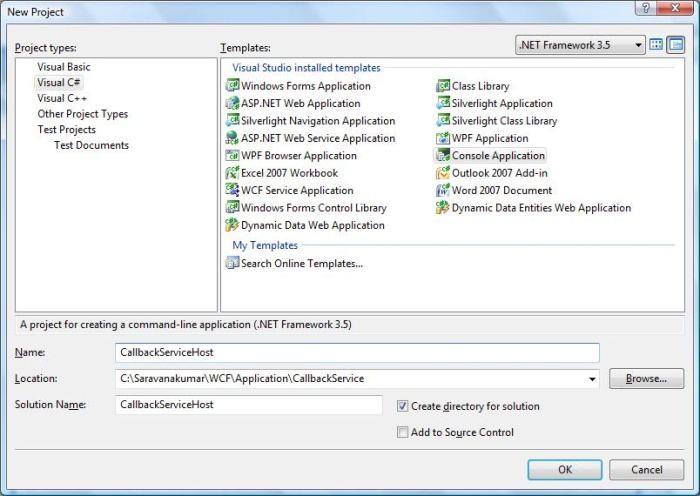 New Project
Project types:
Templates:
.NET Framework 3.5
Visual Basic
Visual C#
Visual C++
Other Project Types
Test Projects
Test Documents
Visual Studio installed templates
Windows Forms Application
Class Library
ASP.NET Web Application
Silverlight Application
Silverlight Navigation Application
Silverlight Class Library
ASP.NET Web Service Application
WPF Application
WPF Browser Application
Console Application
Excel 2007 Workbook
Outlook 2007 Add-in
WCF Service Application
Word 2007 Document
Windows Forms Control Library
Dynamic Data Entities Web Application
Dynamic Data Web Application
My Templates
Search Online Templates...
A project for creating a command-line application (.NET Framework 3.5)
Name:
CallbackServiceHost
Location:
C:\Saravanakumar\WCF\Application\CallbackService
Browse...
Solution Name:
CallbackServiceHost
Create directory for solution
Add to Source Control
OK
Cancel